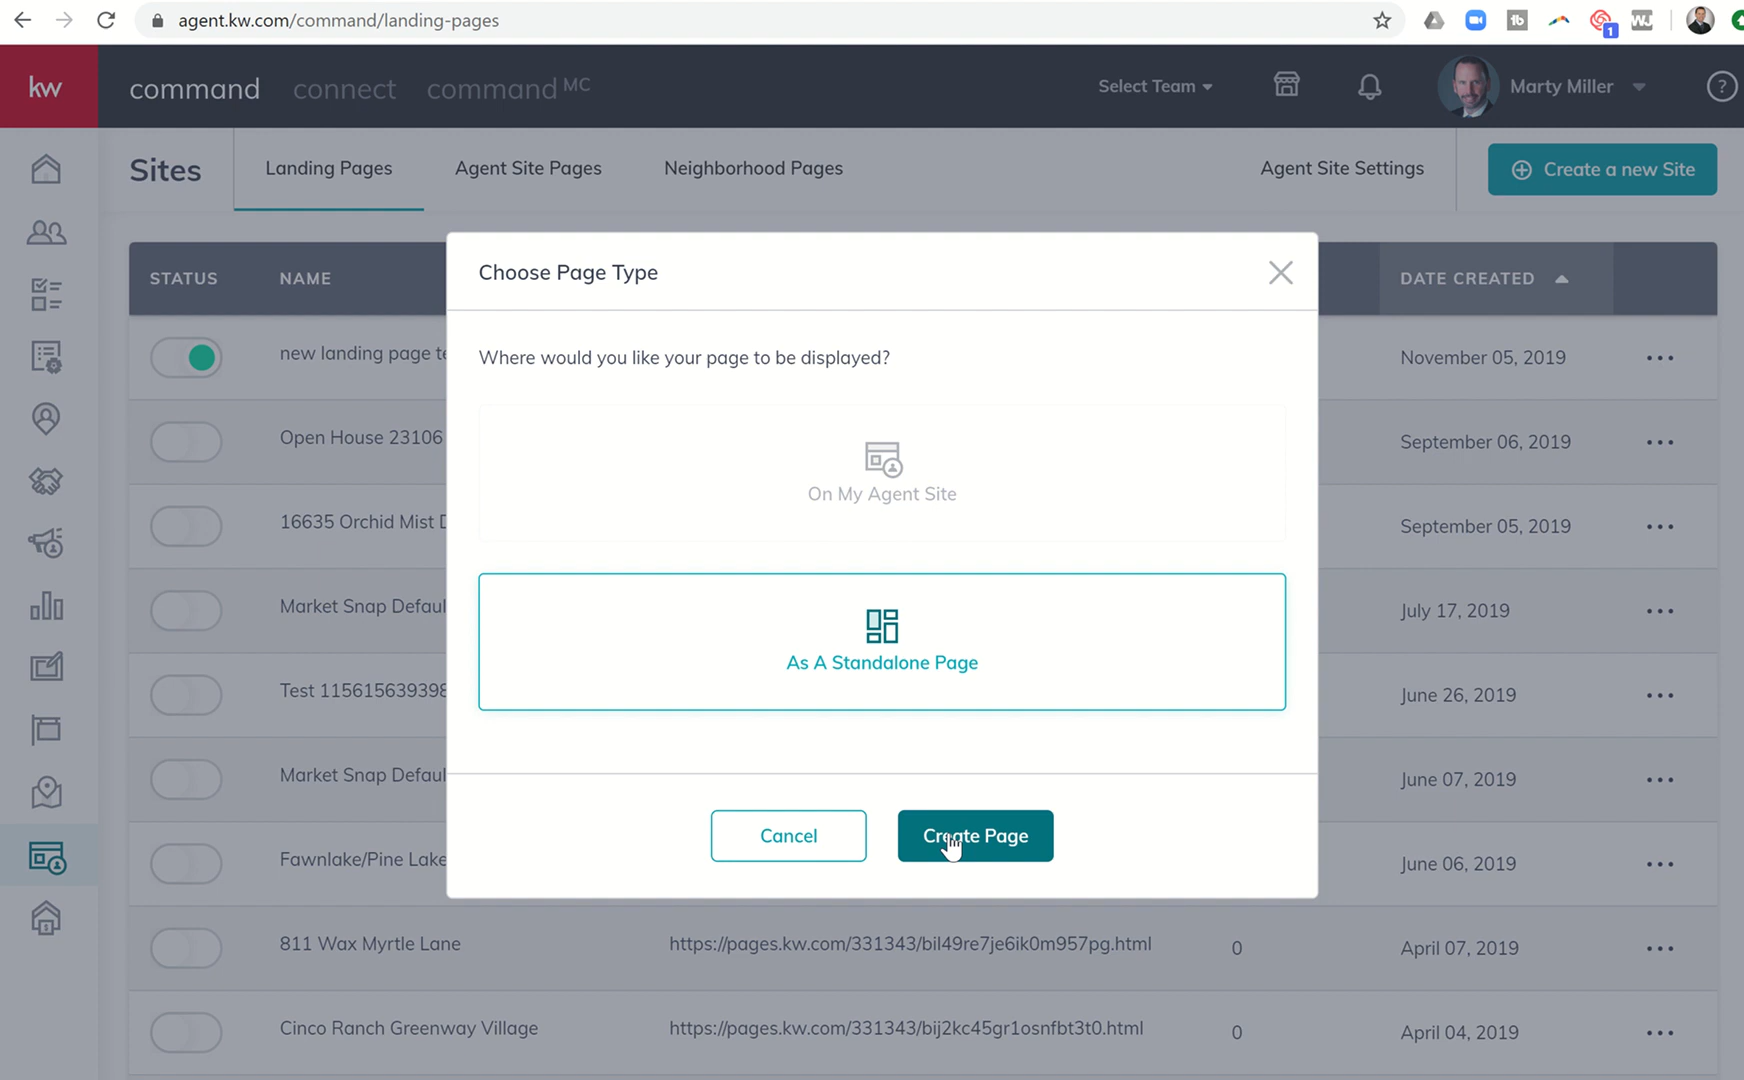 agent.kw.com/command/landing-pages
1
kw
command connect command MC
Select Team
Marty Miller
?
Sites
Landing Pages
Agent Site Pages
Neighborhood Pages
Agent Site Settings
Create a new Site
STATUS NAME DATE CREATED
Choose Page Type
Where would you like your page to be displayed?
On My Agent Site
As A Standalone Page
Cancel
Create Page
new landing page November 05, 2019
Open House 23106 September 06, 2019
16635 Orchid Mist September 05, 2019
Market Snap July 17, 2019
Test June 26, 2019
Market Snap June 07, 2019
Fawnlake/Pine Lake June 06, 2019
811 Wax Myrtle Lane https://pages.kw.com/331343/bil49re7je6ik0m957pg.html 0 April 07, 2019
Cinco Ranch Greenway Village https://pages.kw.com/331343/bij2kc45gr1osnfbt3t0.html 0 April 04, 2019